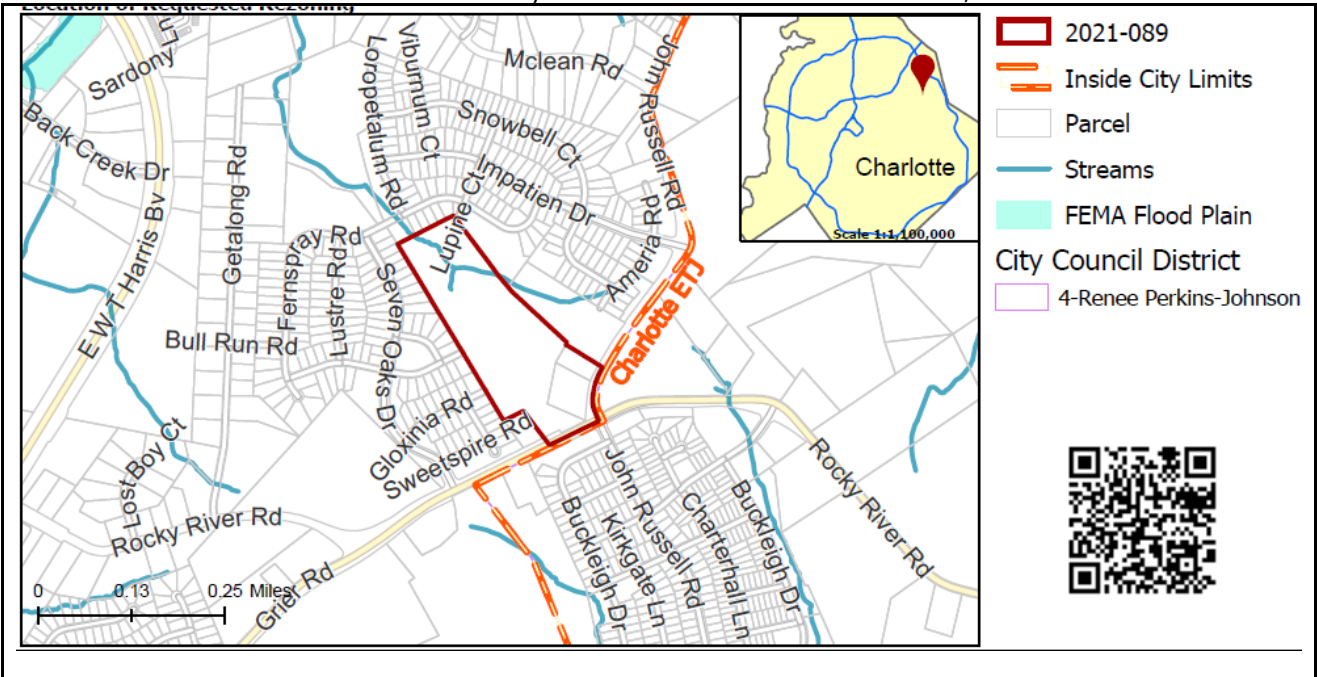 Location of Requested Rezoning
Sardony Ln
Back Creek Dr
E W T Harris Bv
Getalong Rd
Loropetalum Rd
Viburnum Ct
Mclean Rd
Snowbell Ct
Impatien Dr
John Russell Rd
Lupine Ct
Ameria Rd
Fernspray Rd
Lustre Rd
Seven Oaks Dr
Bull Run Rd
Charlotte ETJ
Gloxinia Rd
Sweetspire Rd
Lost Boy Ct
Rocky River Rd
Grier Rd
Buckleigh Dr
Kirkgate Ln
John Russell Rd
Charterhall Ln
Buckleigh Dr
Rocky River Rd
0 0.13 0.25 Miles
Charlotte
Scale 1:1,100,000
2021-089
Inside City Limits
Parcel
Streams
FEMA Flood Plain
City Council District
4-Renee Perkins-Johnson